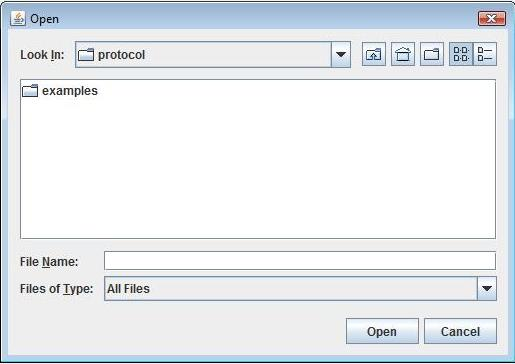 Open
Look In: protocol
examples
File Name:
Files of Type: All Files
Open Cancel